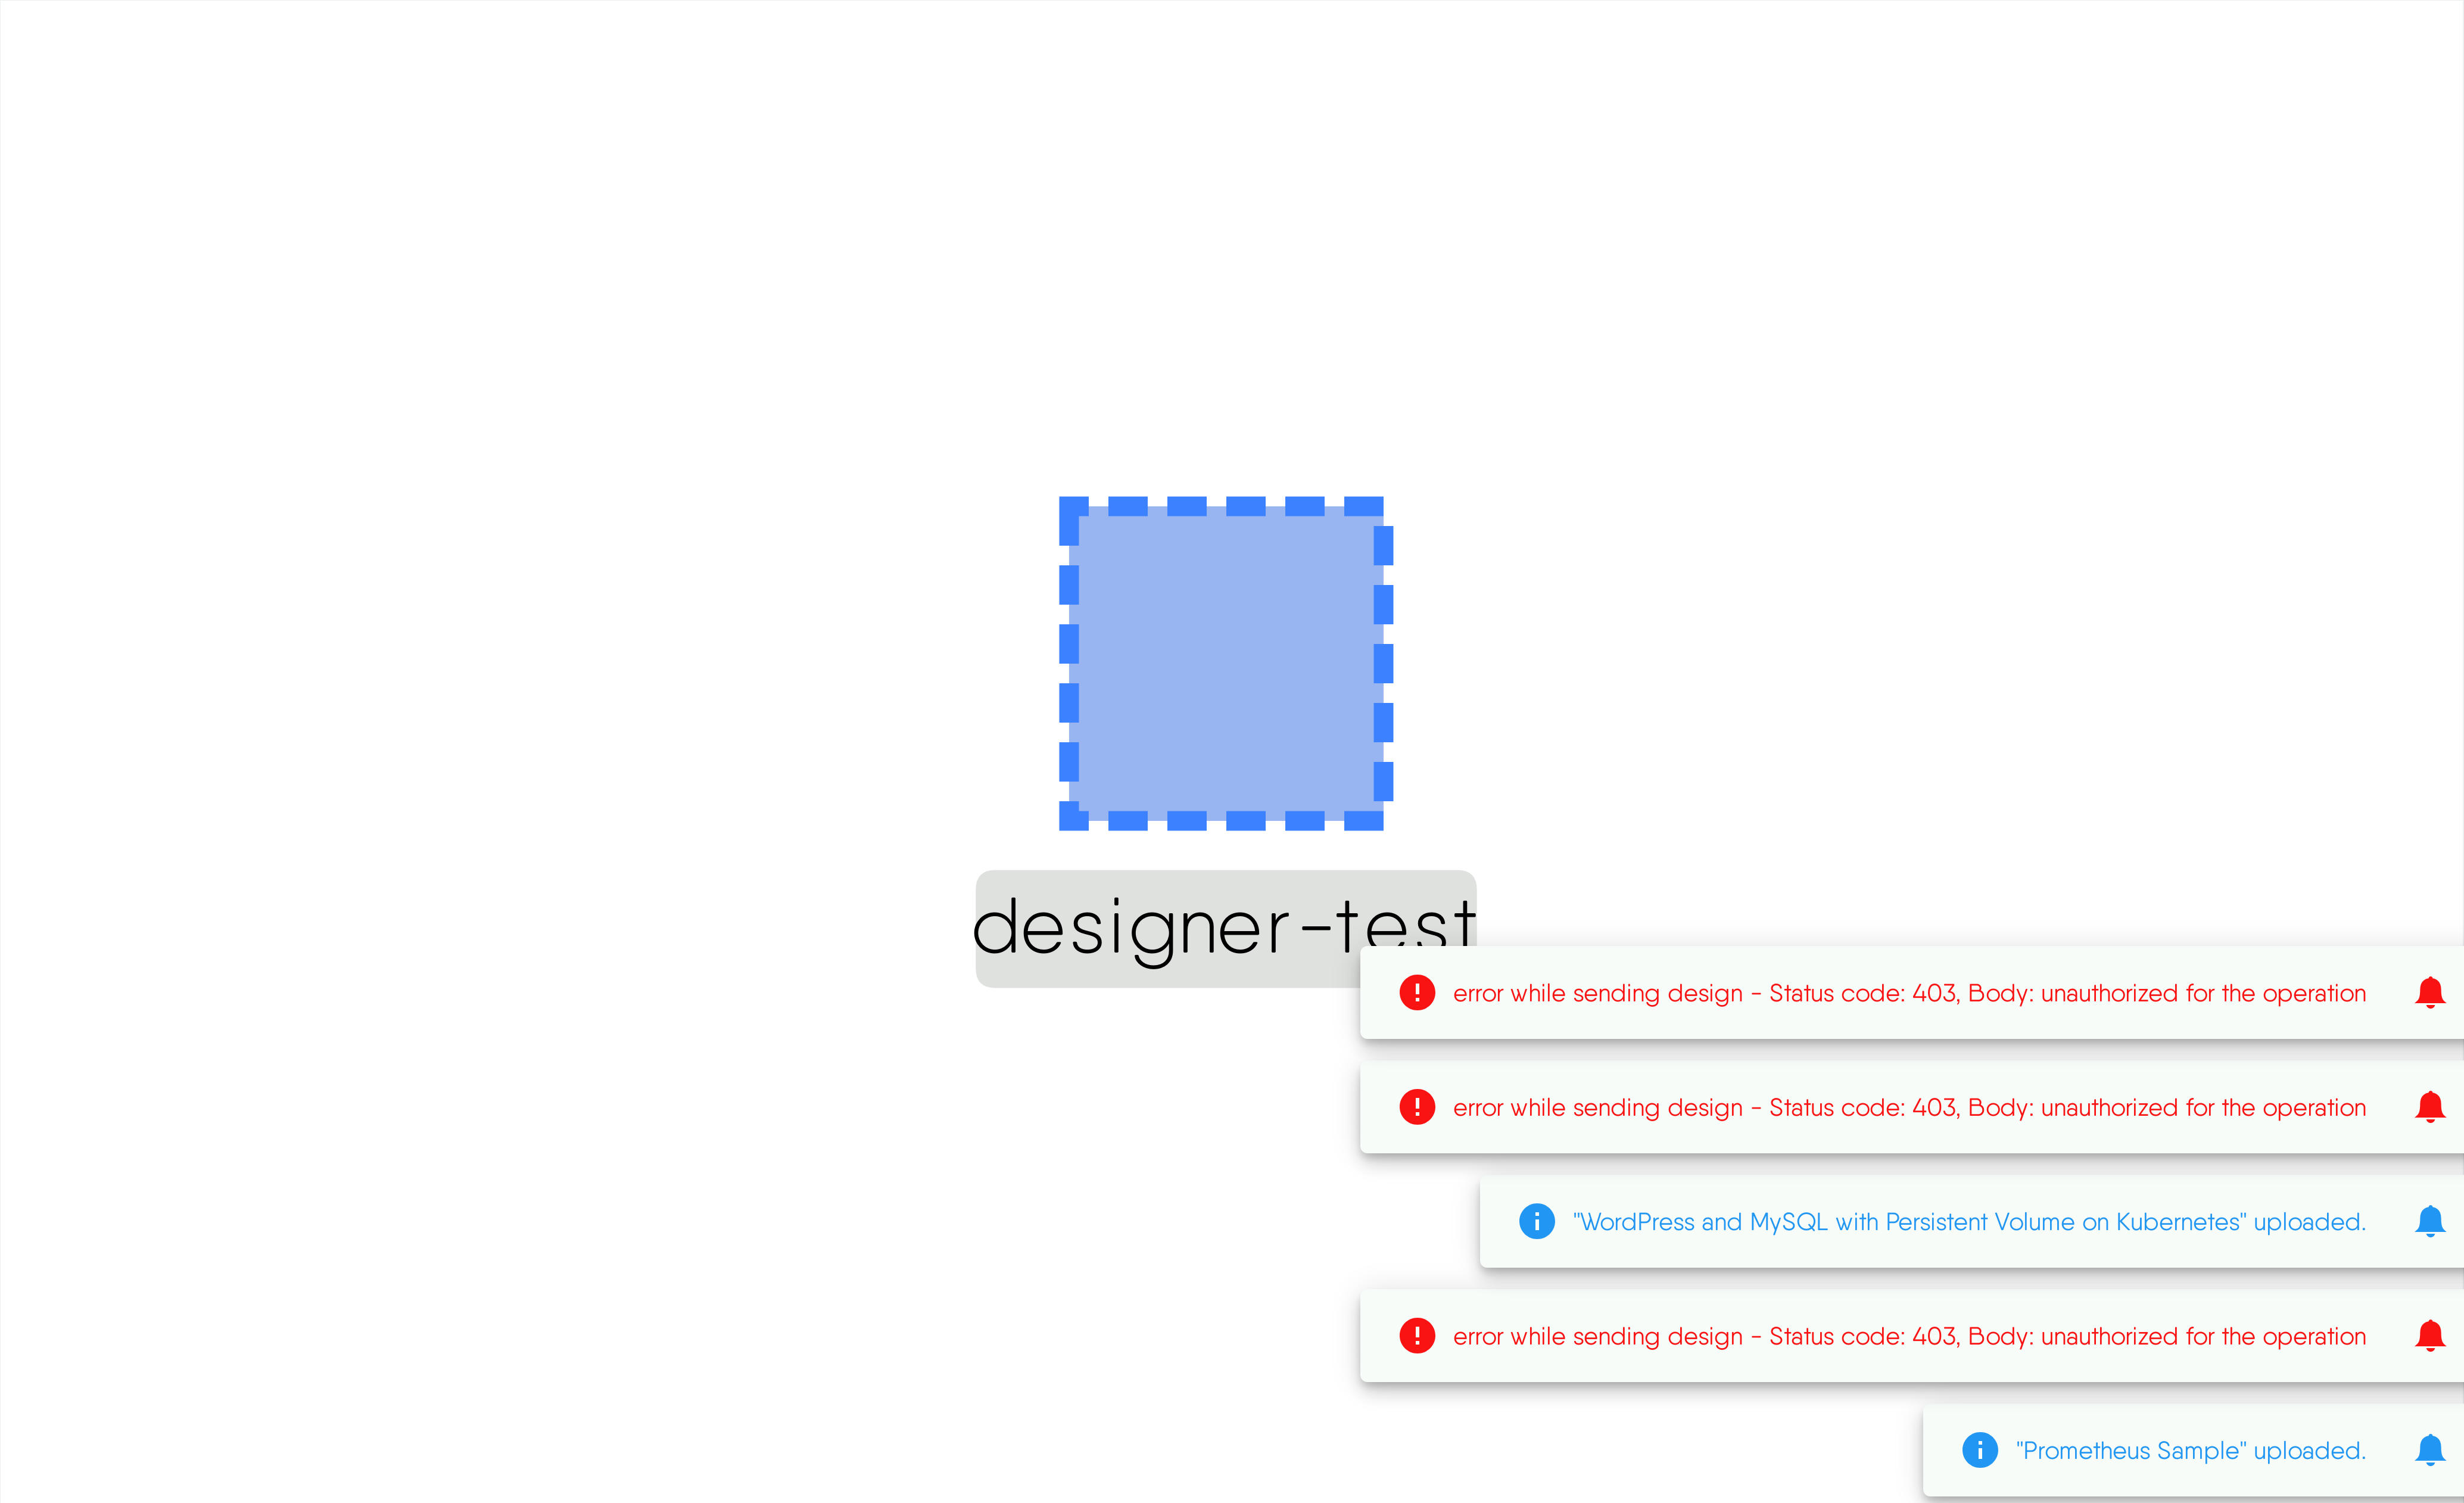 designer-test
error while sending design - Status code: 403, Body: unauthorized for the operation
error while sending design - Status code: 403, Body: unauthorized for the operation
"WordPress and MySQL with Persistent Volume on Kubernetes" uploaded.
error while sending design - Status code: 403, Body: unauthorized for the operation
"Prometheus Sample" uploaded.